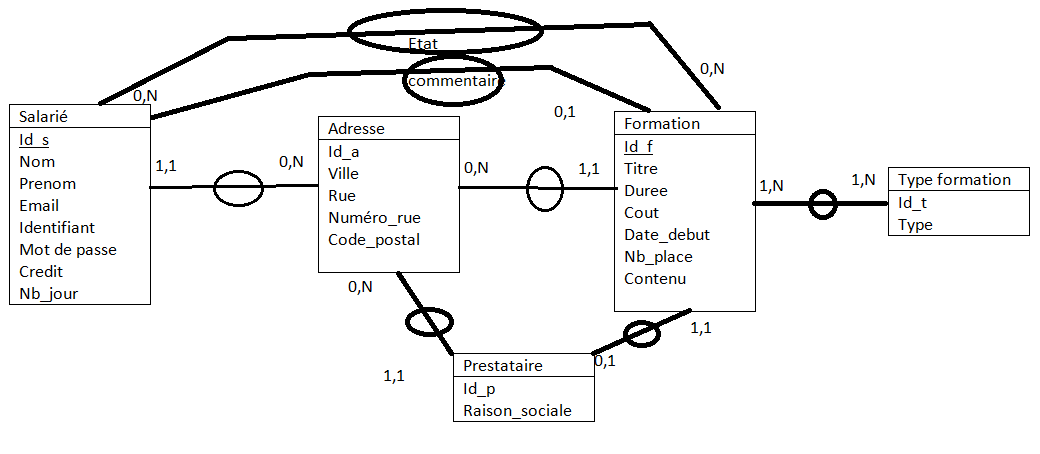 Etat
commentaire
0,N
0,N
0,1
Salarié
Id_s
Nom
Prenom
Email
Identifiant
Mot de passe
Credit
Nb_jour
1,1
0,N
Adresse
Id_a
Ville
Rue
Numéro_rue
Code_postal
0,N
1,1
Formation
Id_f
Titre
Duree
Cout
Date_debut
Nb_place
Contenu
1,N
1,N
Type formation
Id_t
Type
0,N
1,1
1,1
0,1
Prestataire
Id_p
Raison_sociale